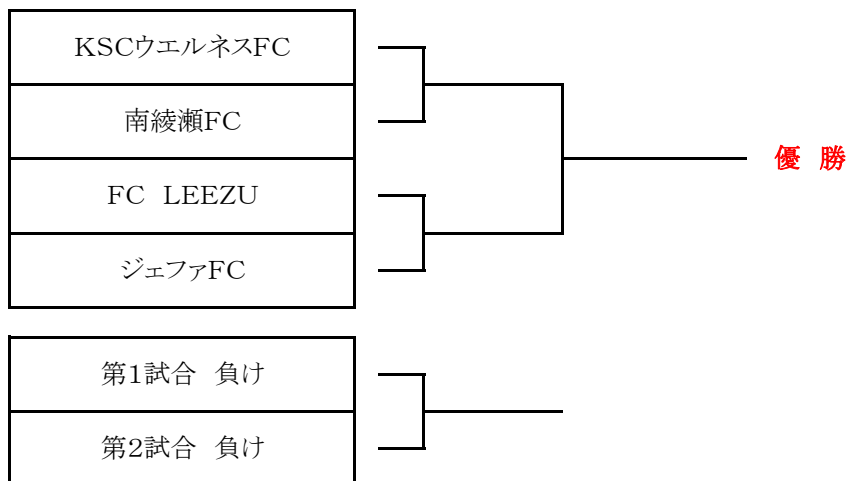 KSCウエルネスFC
南綾瀬FC
優　勝
FC　LEEZU
ジェファFC
第1試合　負け
第2試合　負け